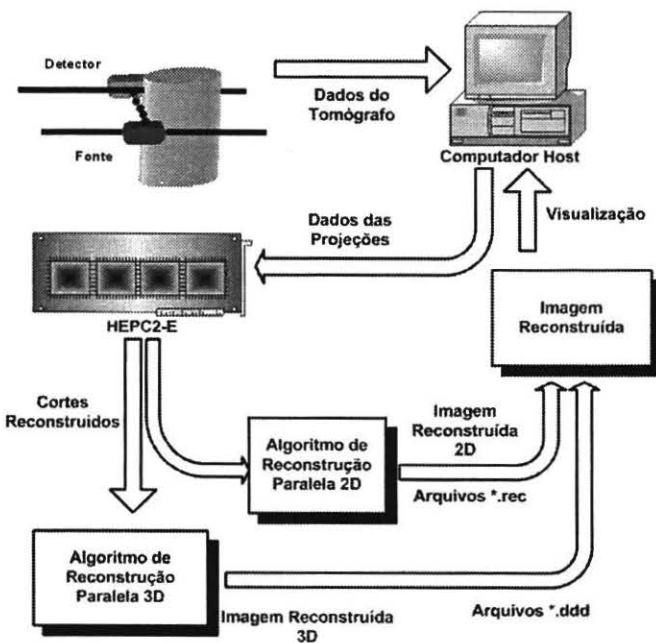 Detector
Fonte
Dados do
Tomógrafo
Computador Host
Dados das
Projeções
Visualização
HEPC2-E
Imagem
Reconstruída
Cortes
Reconstruidos
Algoritmo de
Reconstrução
Paralela 2D
Imagem
Reconstruída
2D
Arquivos *.rec
Algoritmo de
Reconstrução
Paralela 3D
Imagem Reconstruída
3D
Arquivos *.ddd